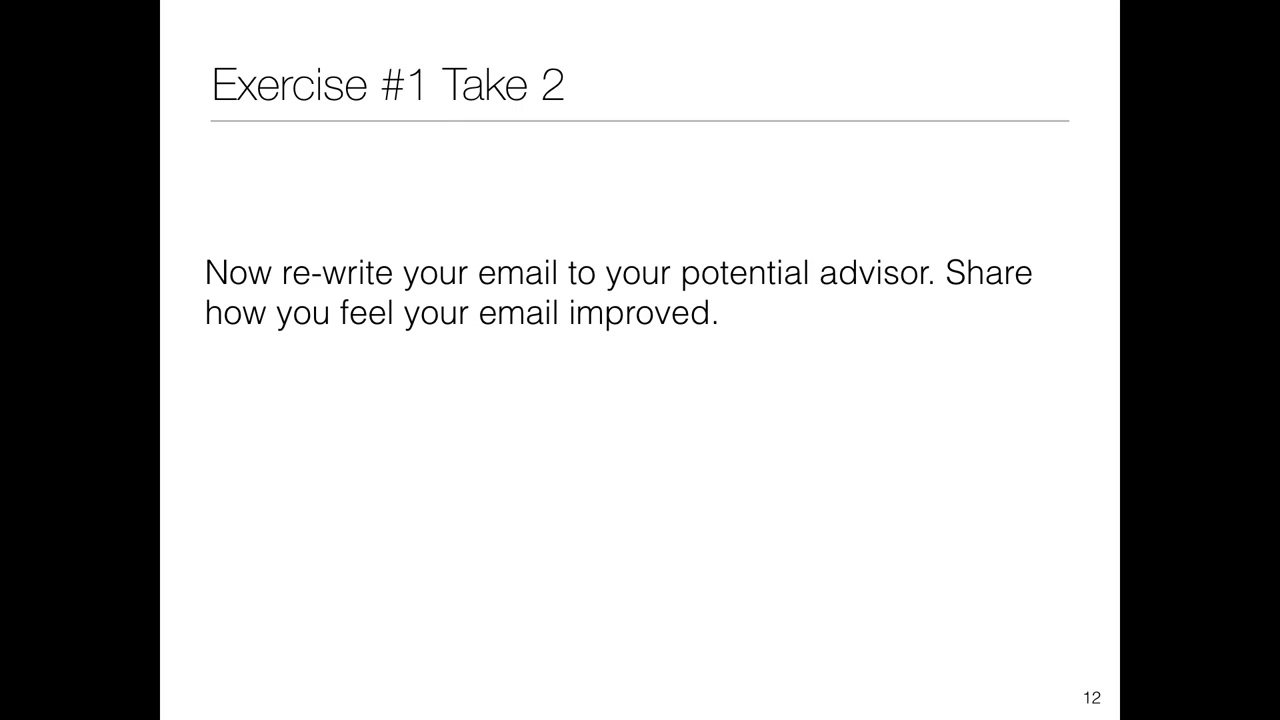 Exercise #1 Take 2
Now re-write your email to your potential advisor. Share
how you feel your email improved.
12